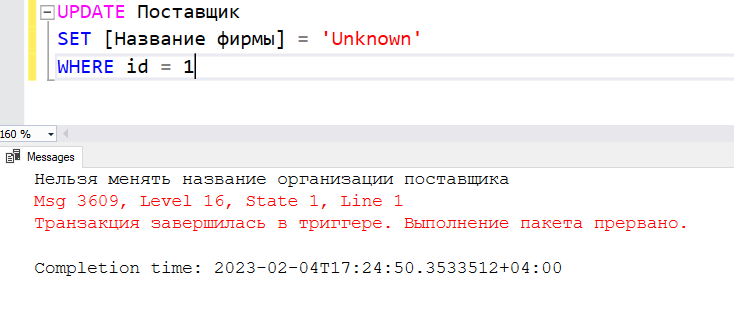 UPDATE Поставщик
SET [Название фирмы] = 'Unknown'
WHERE id = 1
160 %
Messages
Нельзя менять название организации поставщика
Msg 3609, Level 16, State 1, Line 1
Транзакция завершилась в триггере. Выполнение пакета прервано.
Completion time: 2023-02-04T17:24:50.3533512+04:00